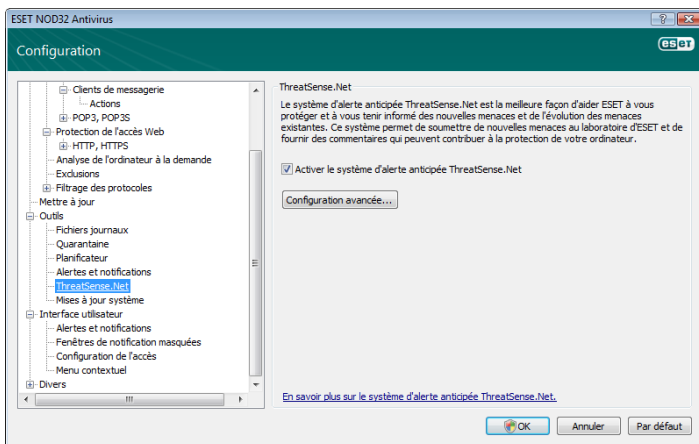 ESET NOD32 Antivirus
Configuration
eseT
Clients de messagerie
Actions
POP3, POP3S
Protection de l'accès Web
HTTP, HTTPS
Analyse de l'ordinateur à la demande
Exclusions
Filtrage des protocoles
Mettre à jour
Outils
Fichiers journaux
Quarantaine
Planificateur
Alertes et notifications
ThreatSense.Net
Mises à jour système
Interface utilisateur
Alertes et notifications
Fenêtres de notification masquées
Configuration de l'accès
Menu contextuel
Divers
ThreatSense.Net
Le système d'alerte anticipée ThreatSense.Net est la meilleure façon d'aider ESET à vous
protéger et à vous tenir informé des nouvelles menaces et de l'évolution des menaces
existantes. Ce système permet de soumettre de nouvelles menaces au laboratoire d'ESET et de
fournir des commentaires qui peuvent contribuer à la protection de votre ordinateur.
Activer le système d'alerte anticipée ThreatSense.Net
Configuration avancée...
En savoir plus sur le système d'alerte anticipée ThreatSense.Net.
OK
Annuler
Par défaut